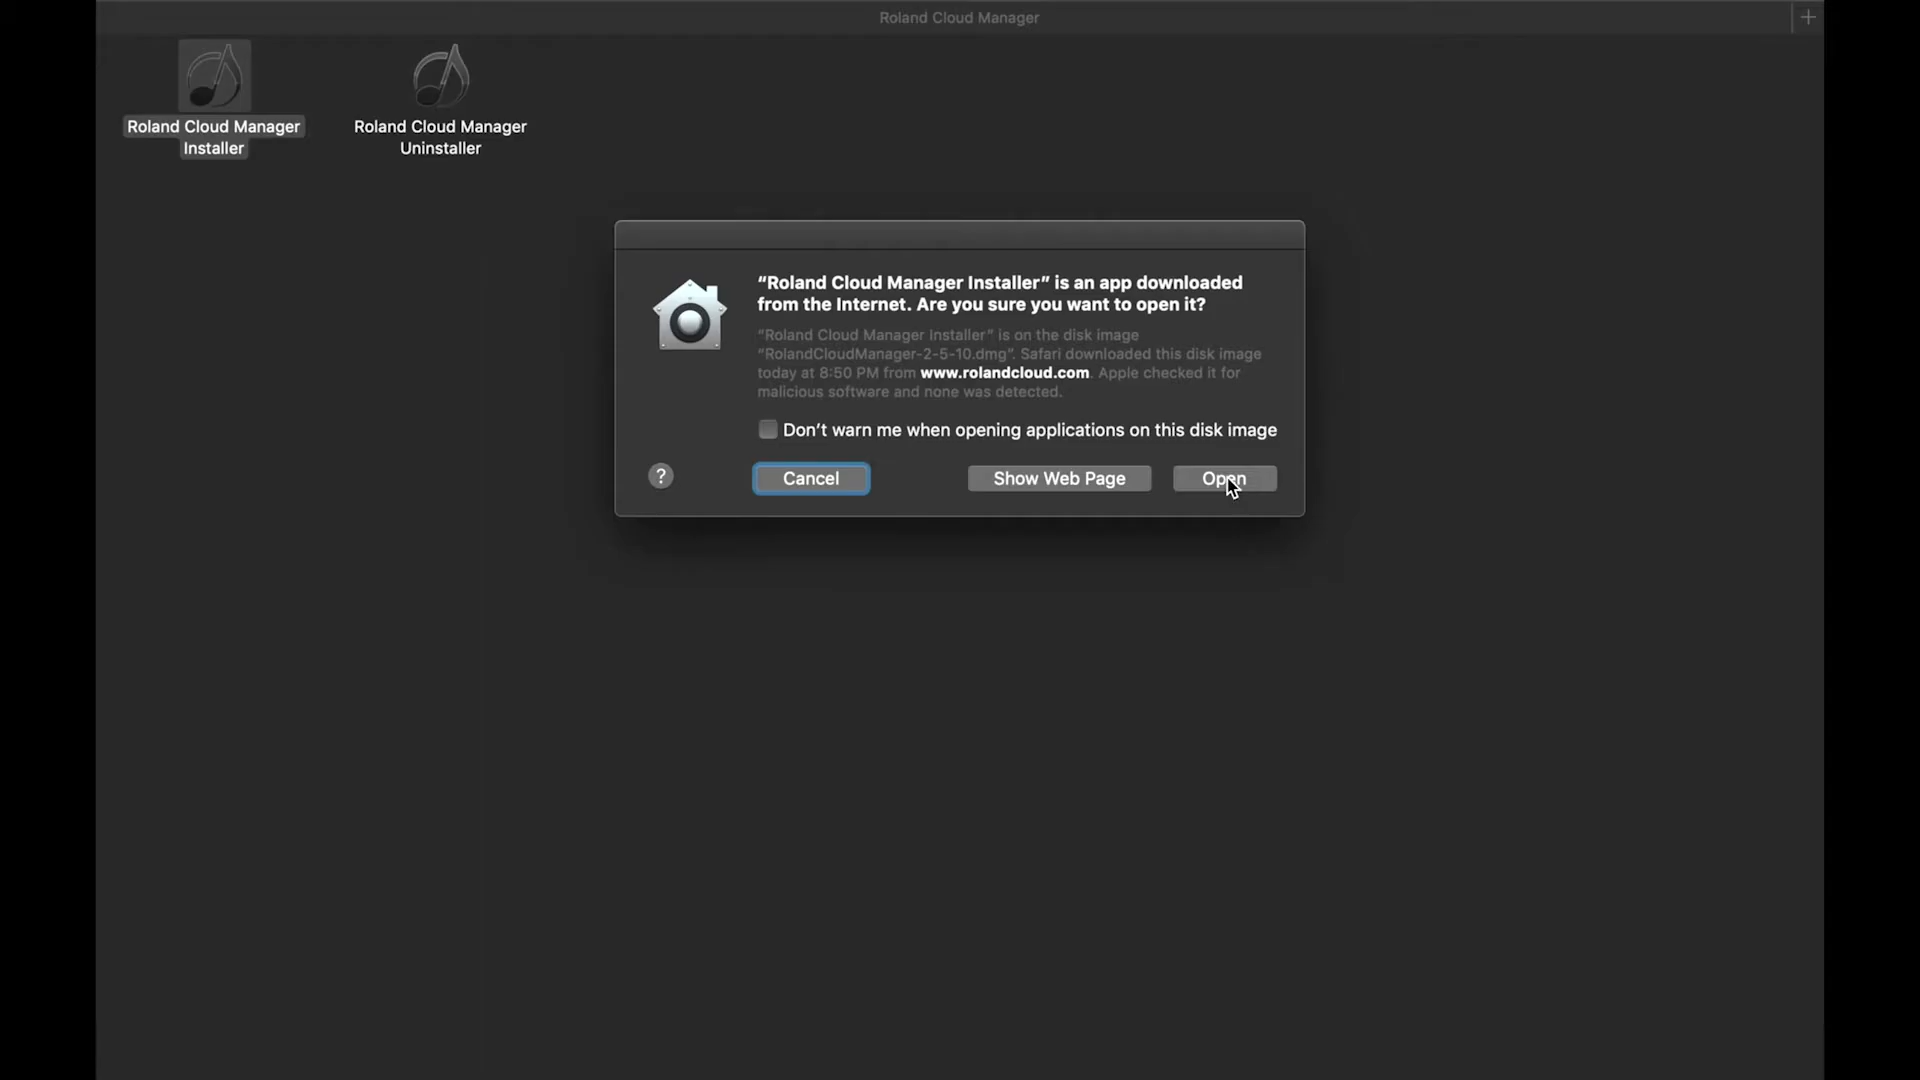 Roland Cloud Manager
+
Roland Cloud Manager
Installer
Roland Cloud Manager
Uninstaller
“Roland Cloud Manager Installer” is an app downloaded
from the Internet. Are you sure you want to open it?
“Roland Cloud Manager Installer” is on the disk image
“RolandCloudManager-2-5-10.dmg”. Safari downloaded this disk image
today at 8:50 PM from www.rolandcloud.com. Apple checked it for
malicious software and none was detected.
Don’t warn me when opening applications on this disk image
?
Cancel
Show Web Page
Open